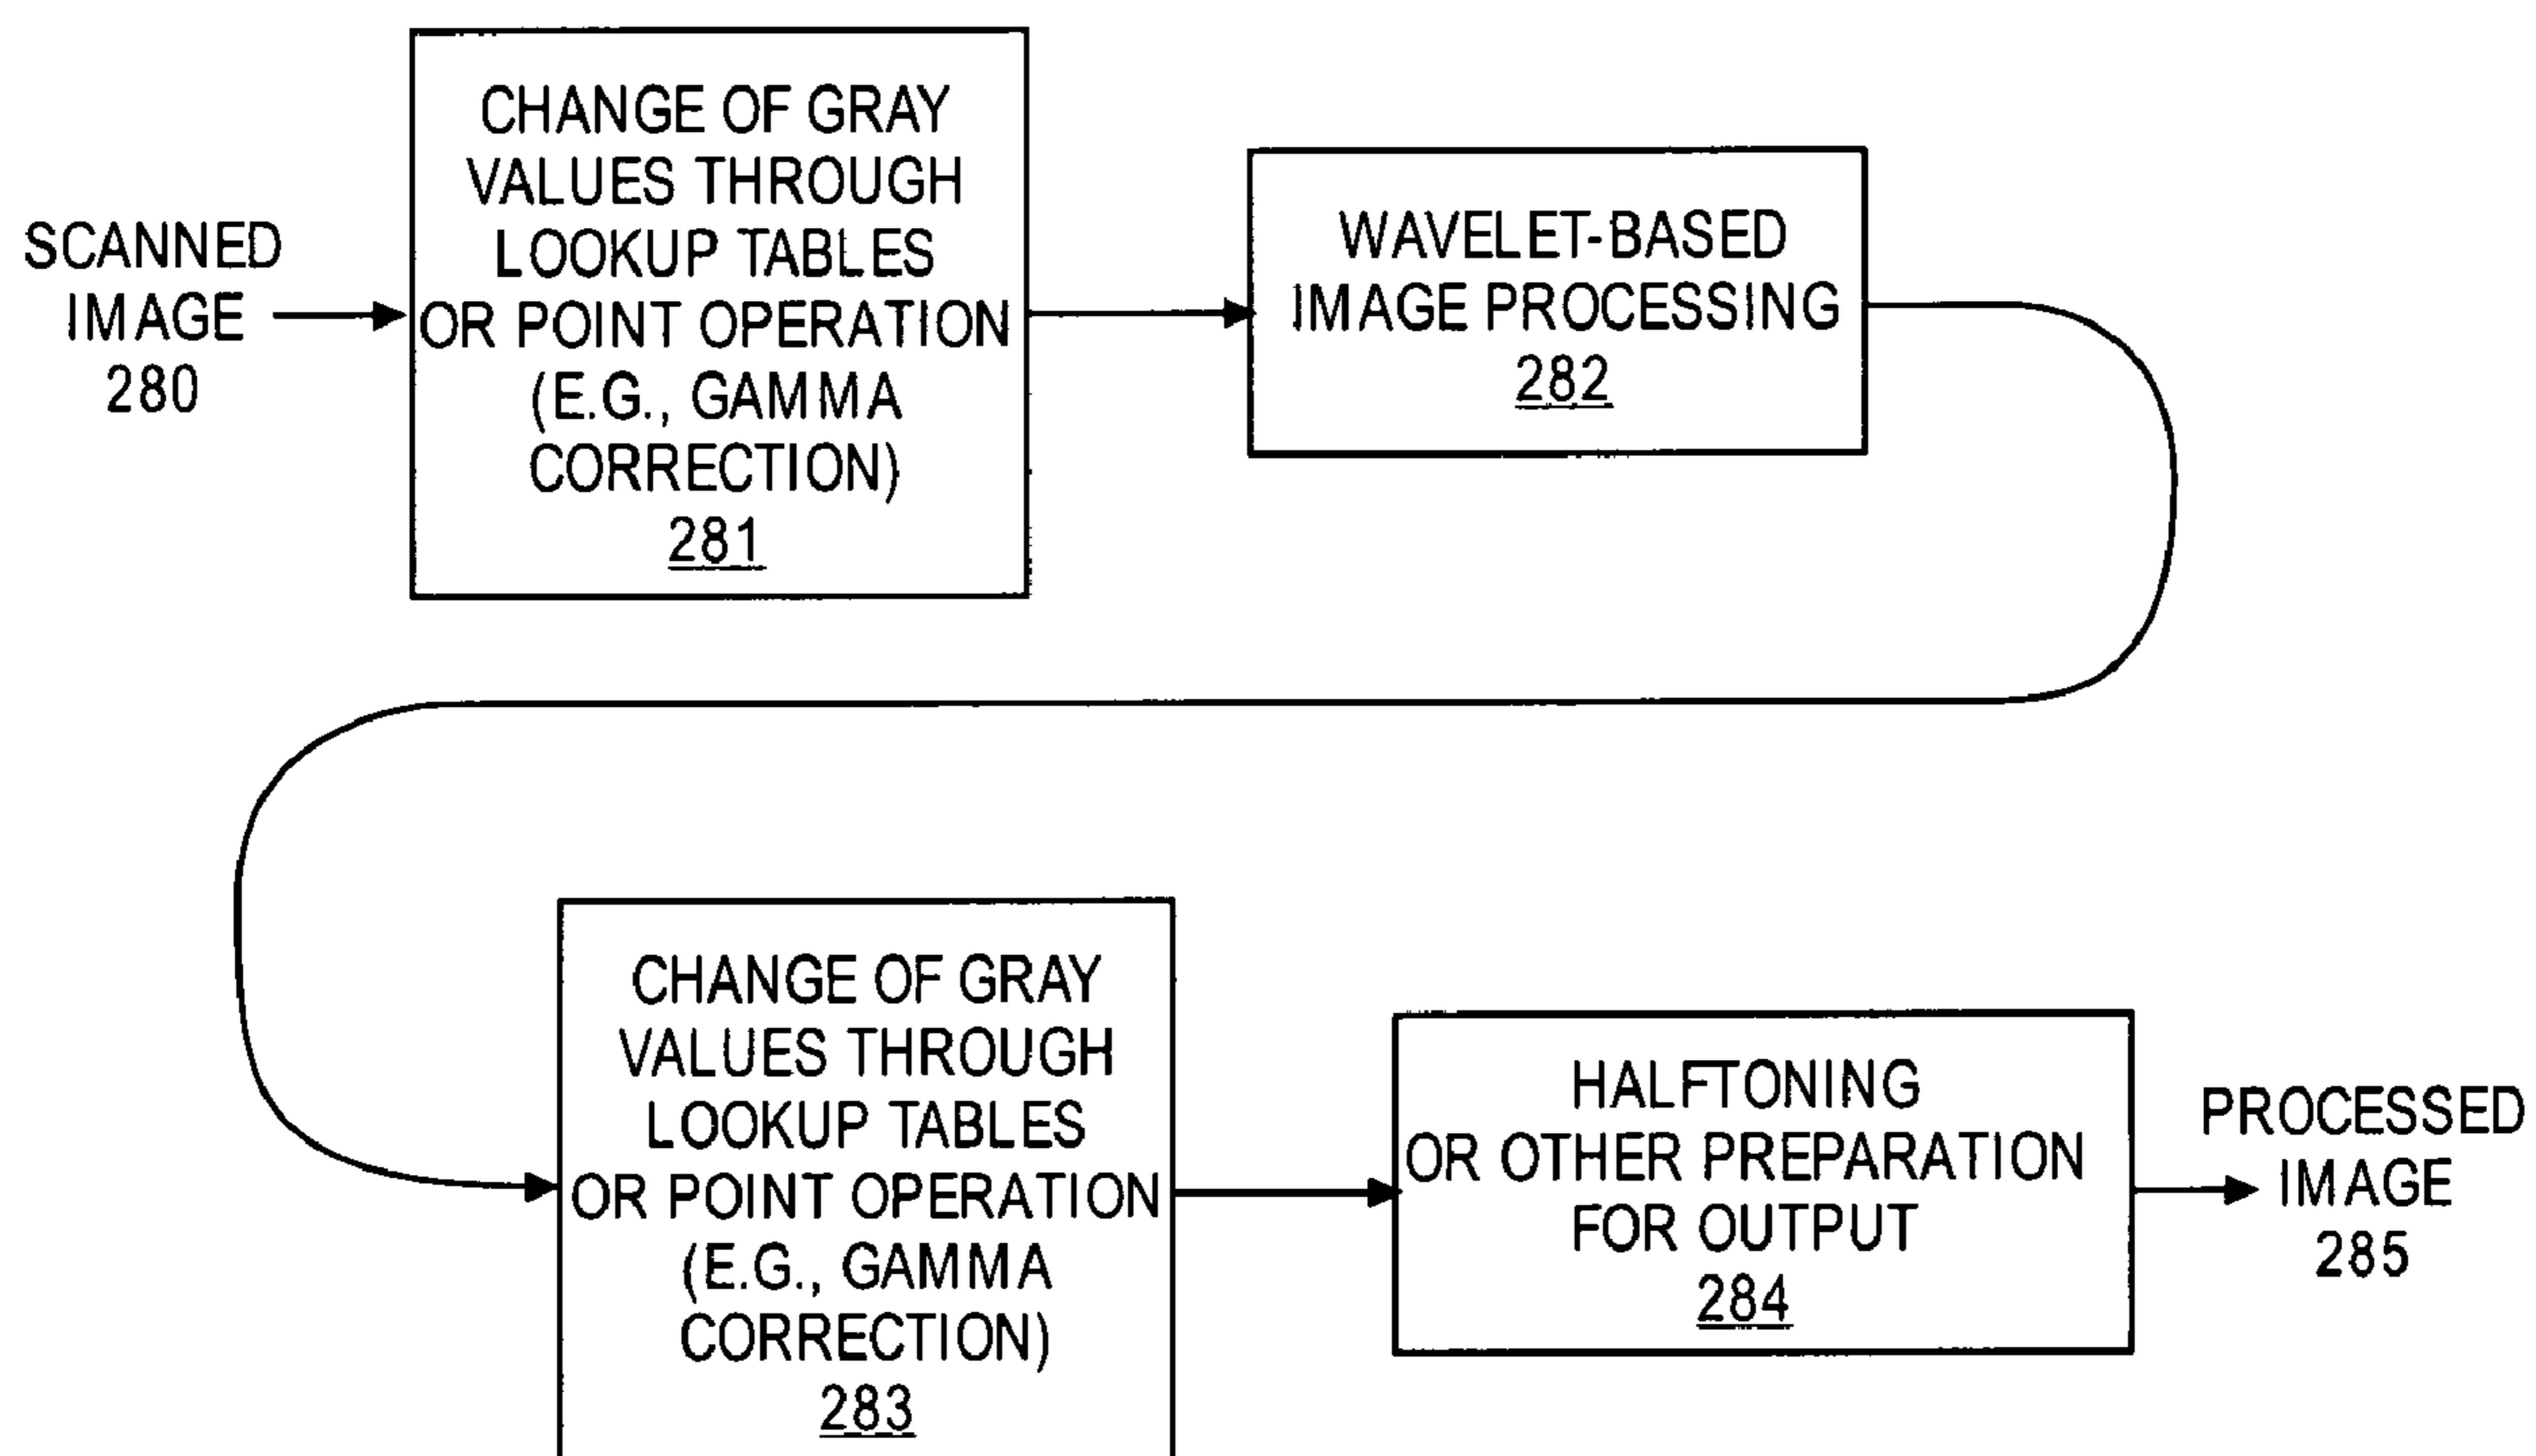 SCANNED
IMAGE
280
CHANGE OF GRAY
VALUES THROUGH
LOOKUP TABLES
OR POINT OPERATION
(E.G., GAMMA
CORRECTION)
281
WAVELET-BASED
IMAGE PROCESSING
282
CHANGE OF GRAY
VALUES THROUGH
LOOKUP TABLES
OR POINT OPERATION
(E.G., GAMMA
CORRECTION)
283
HALFTONING
OR OTHER PREPARATION
FOR OUTPUT
284
PROCESSED
IMAGE
285